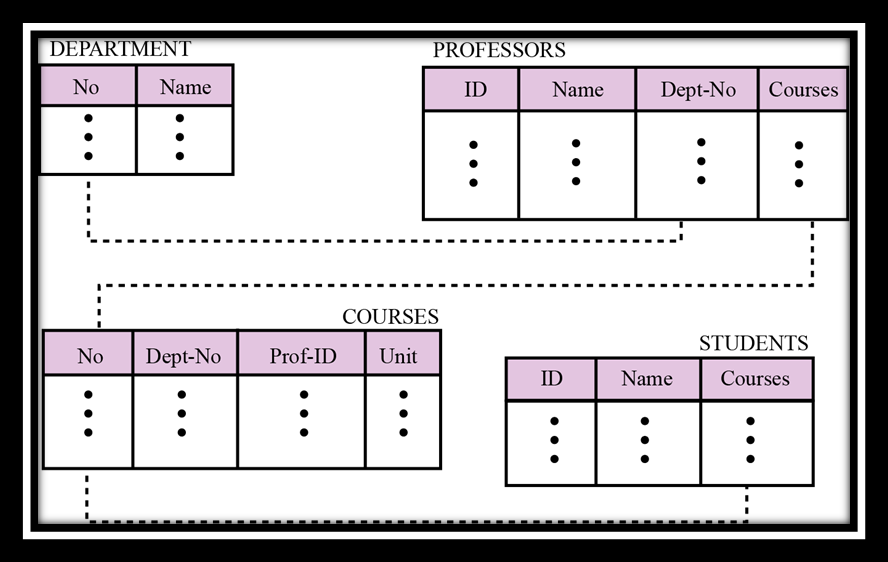 DEPARTMENT
No Name
PROFESSORS
ID Name Dept-No Courses
COURSES
No Dept-No Prof-ID Unit
STUDENTS
ID Name Courses